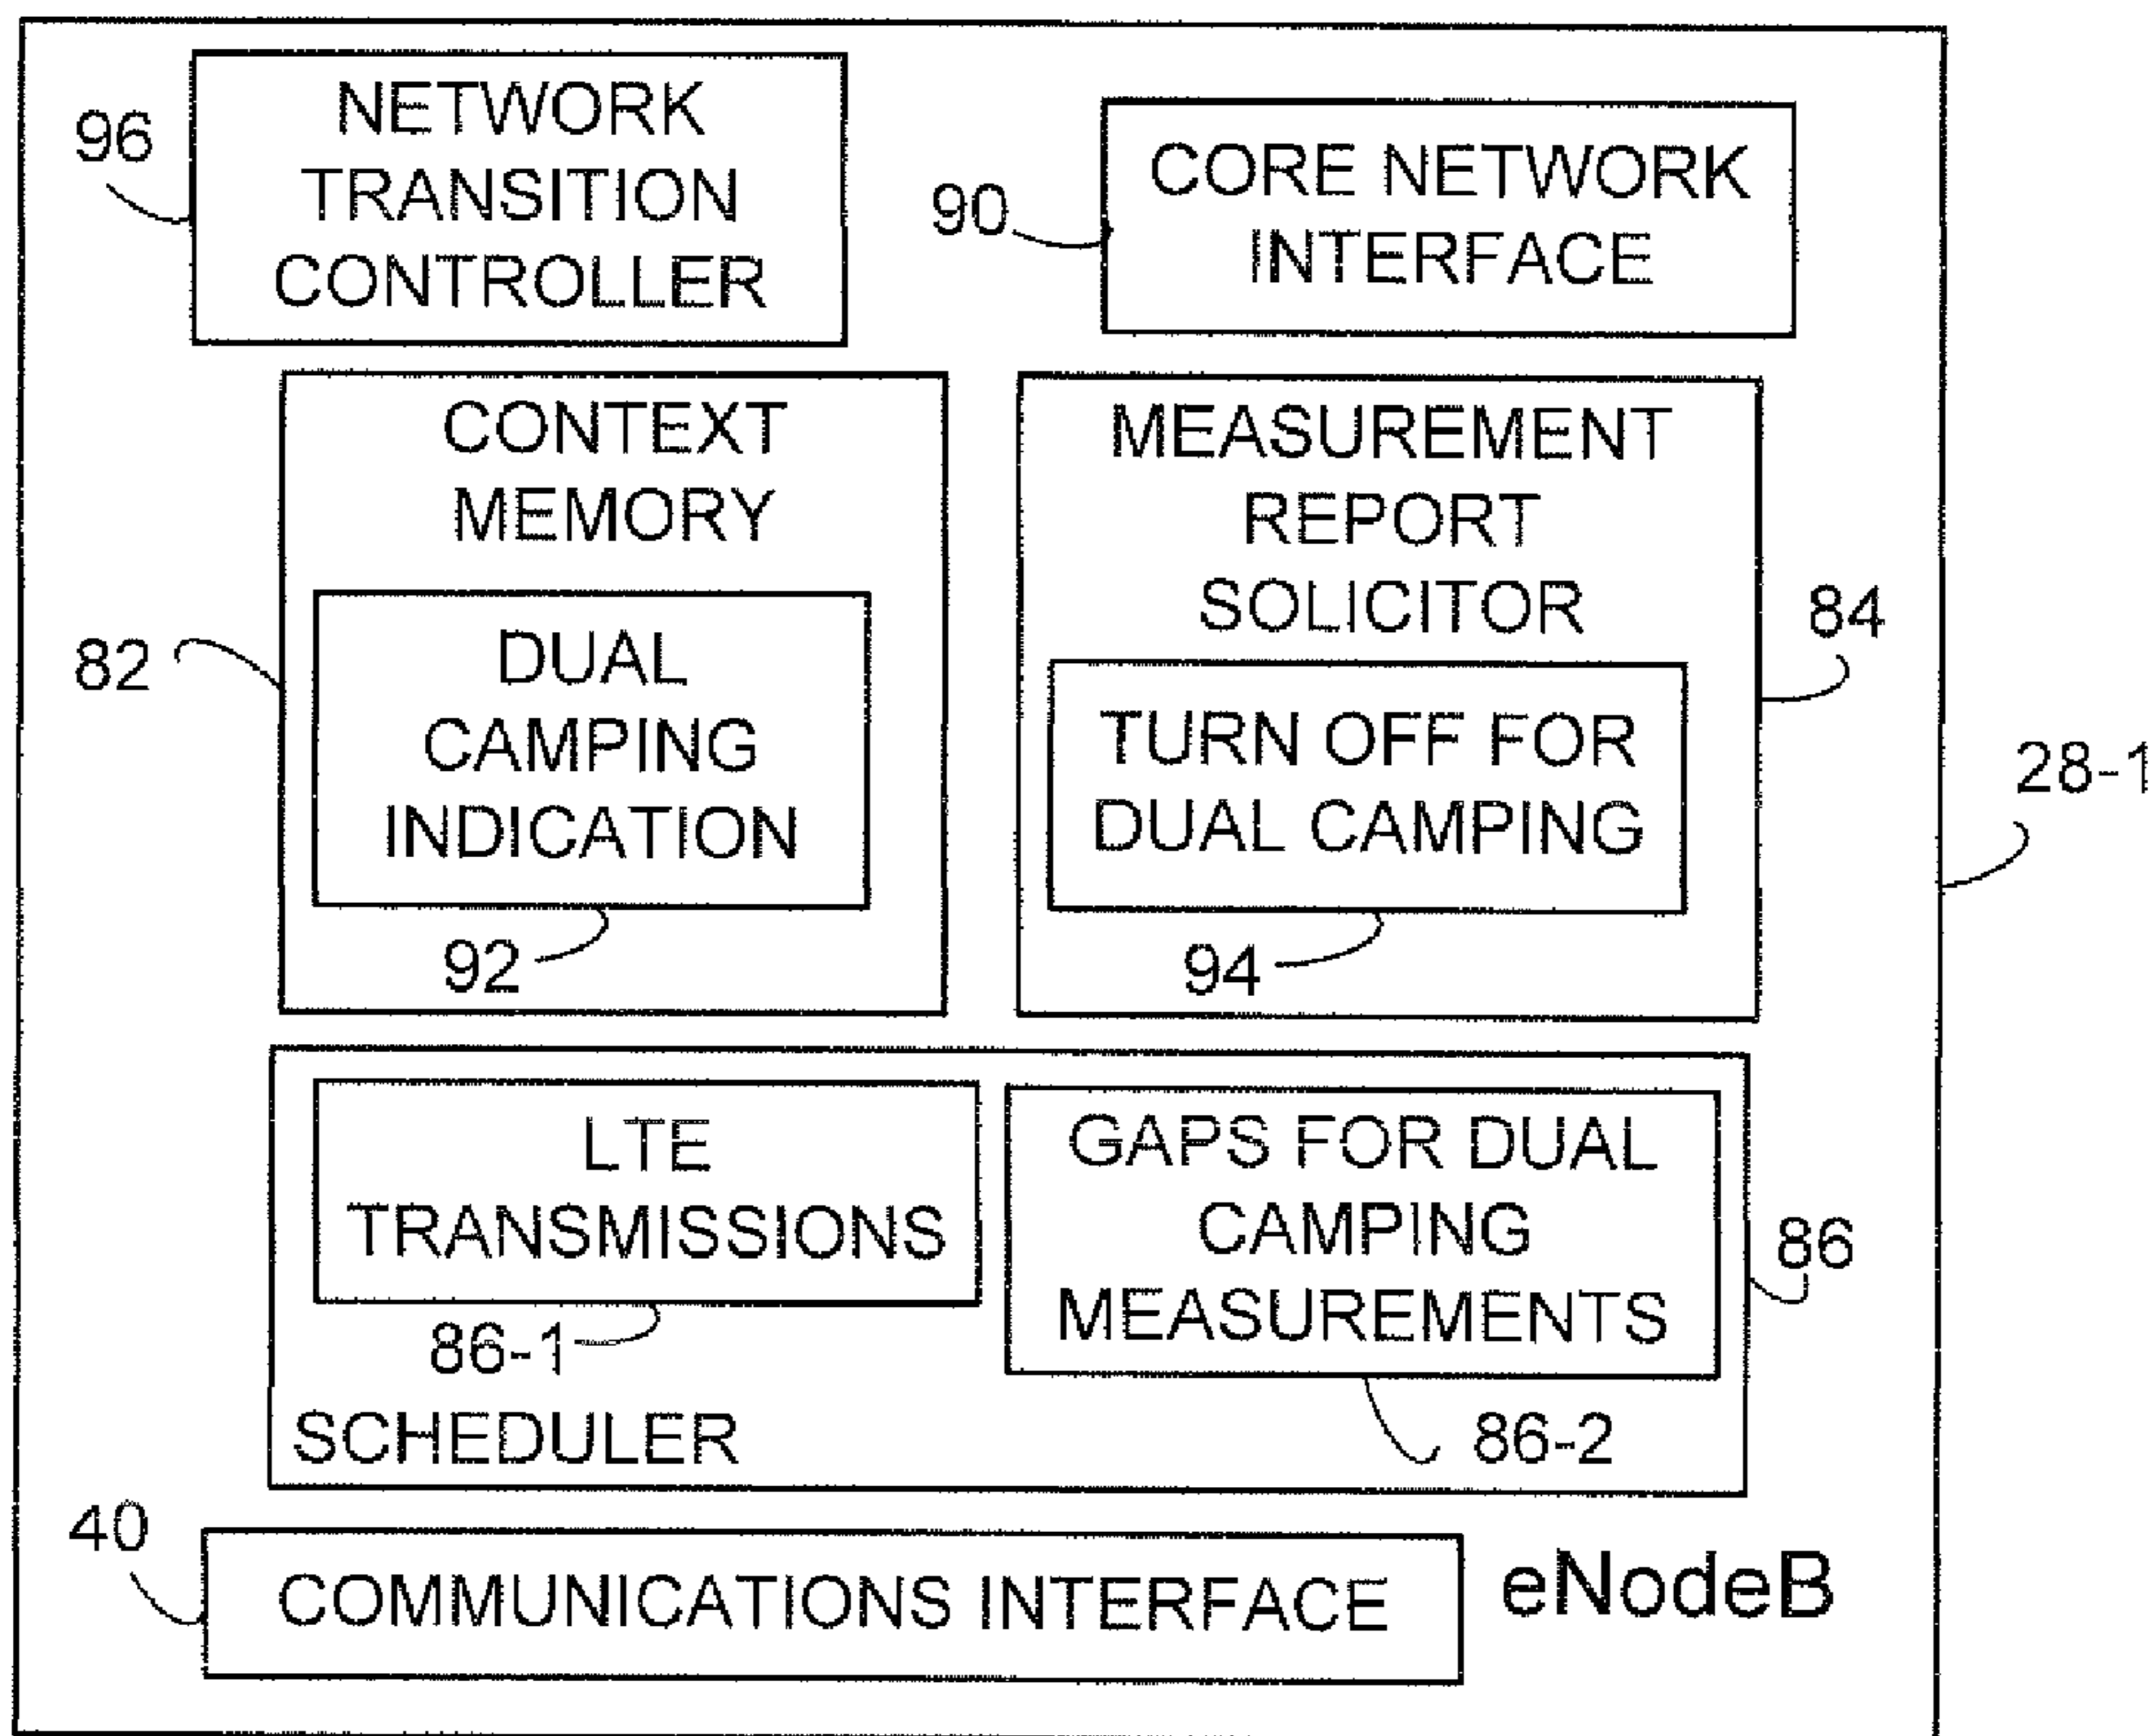 NETWORK
TRANSITION
CONTROLLER
96
CORE NETWORK
INTERFACE
90
CONTEXT
MEMORY
DUAL
CAMPING
INDICATION
82
92
MEASUREMENT
REPORT
SOLICITOR
TURN OFF FOR
DUAL CAMPING
84
94
28-1
LTE
TRANSMISSIONS
86-1
GAPS FOR DUAL
CAMPING
MEASUREMENTS
86
86-2
SCHEDULER
40
COMMUNICATIONS INTERFACE
eNodeB